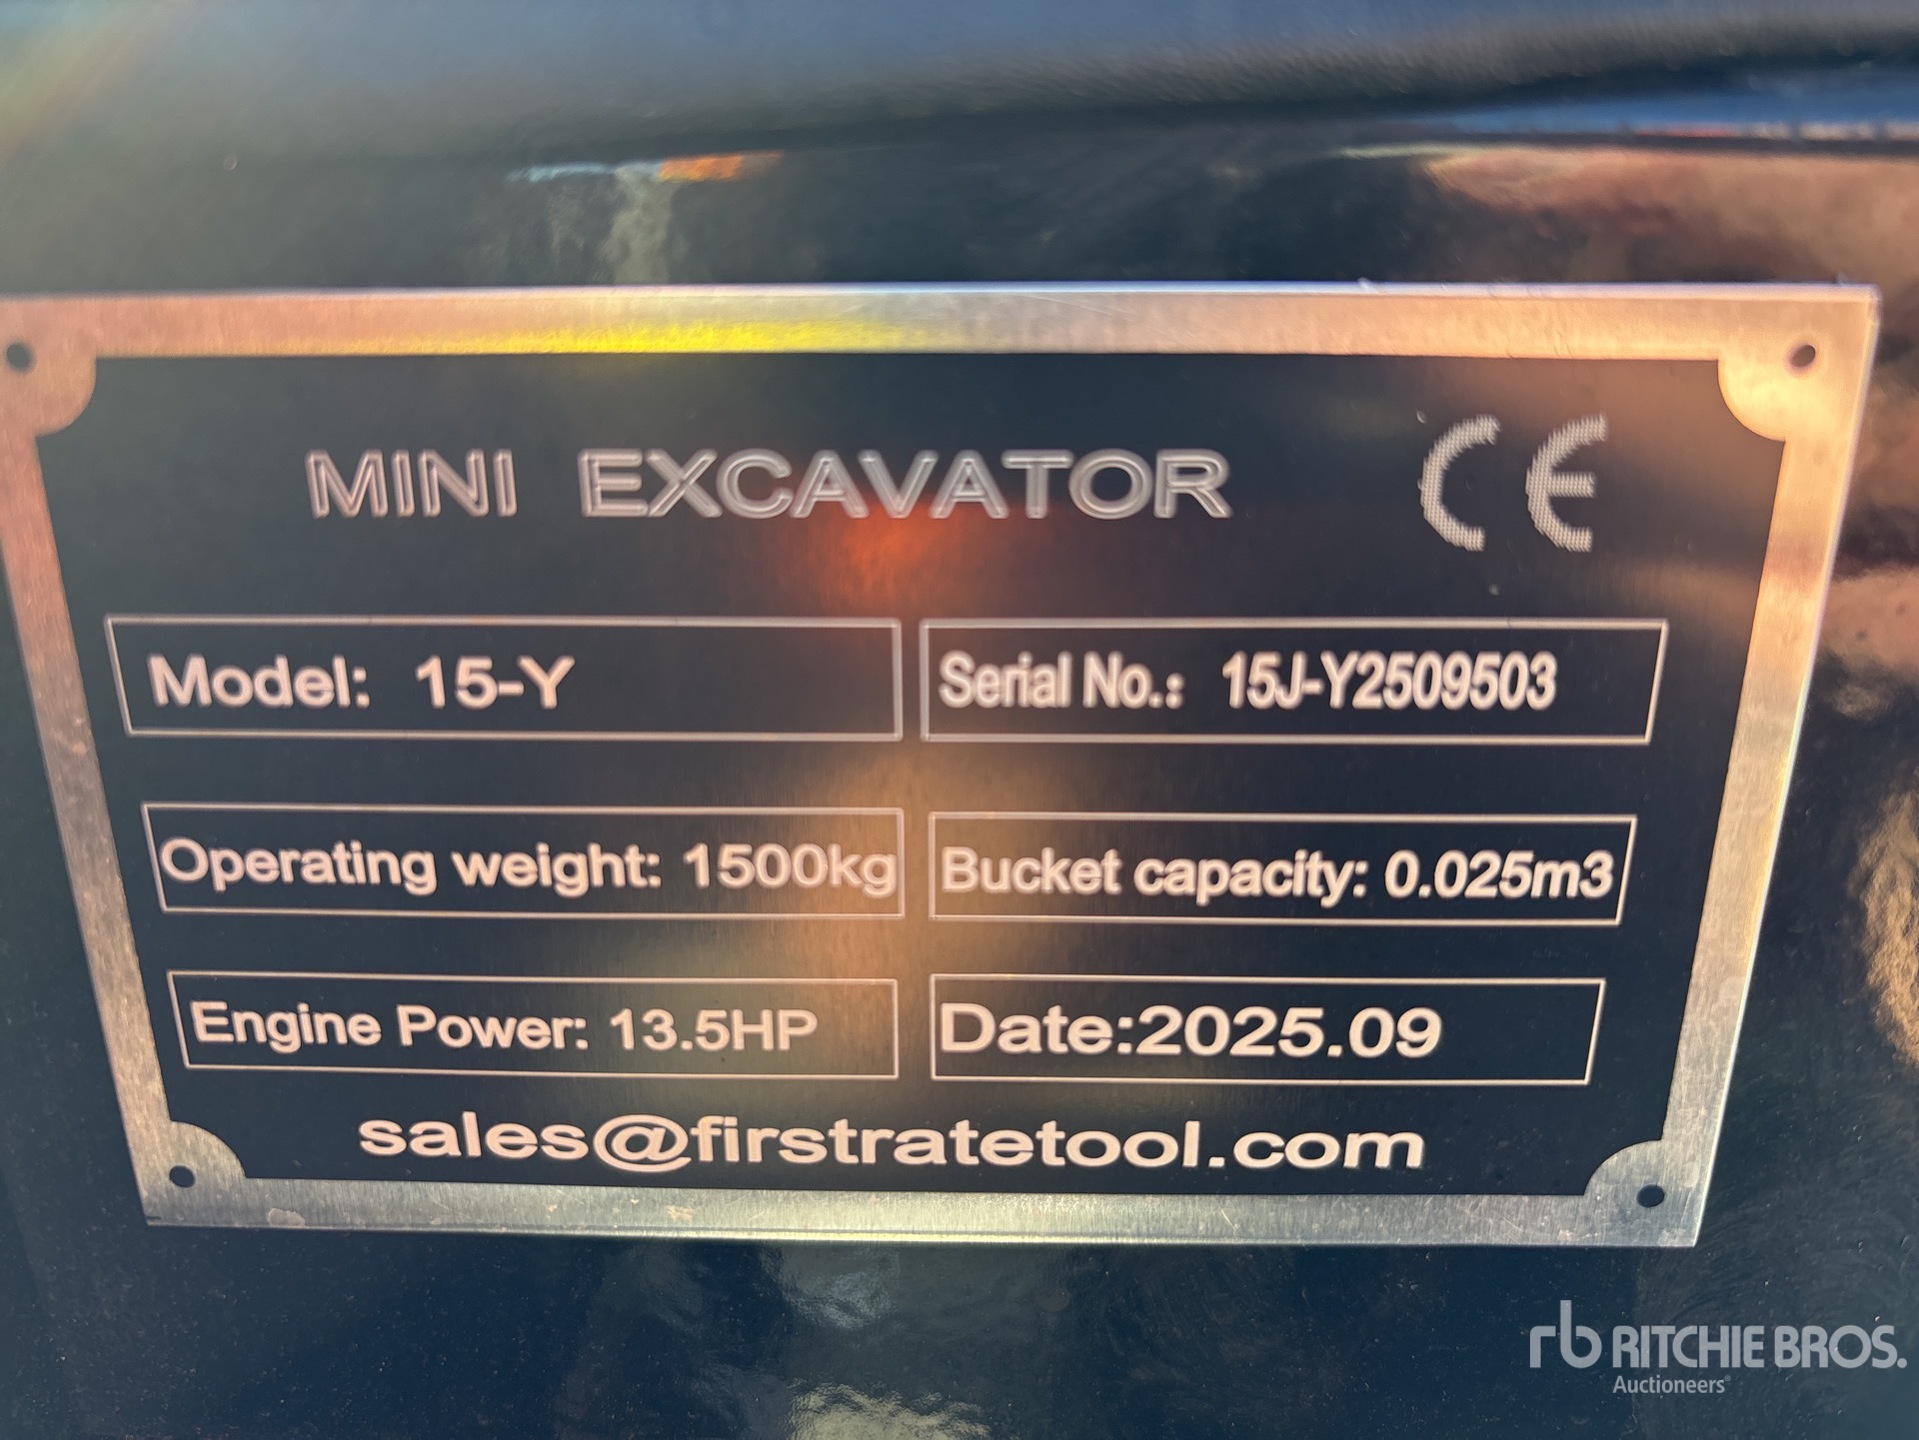 MINI EXCAVATOR CE
Model: 15-Y
Serial No.: 15J-Y2509503
Operating weight: 1500kg
Bucket capacity: 0.025m3
Engine Power: 13.5HP
Date:2025.09
sales@firstratetool.com
rb RITCHIE BROS.
Auctioneers®